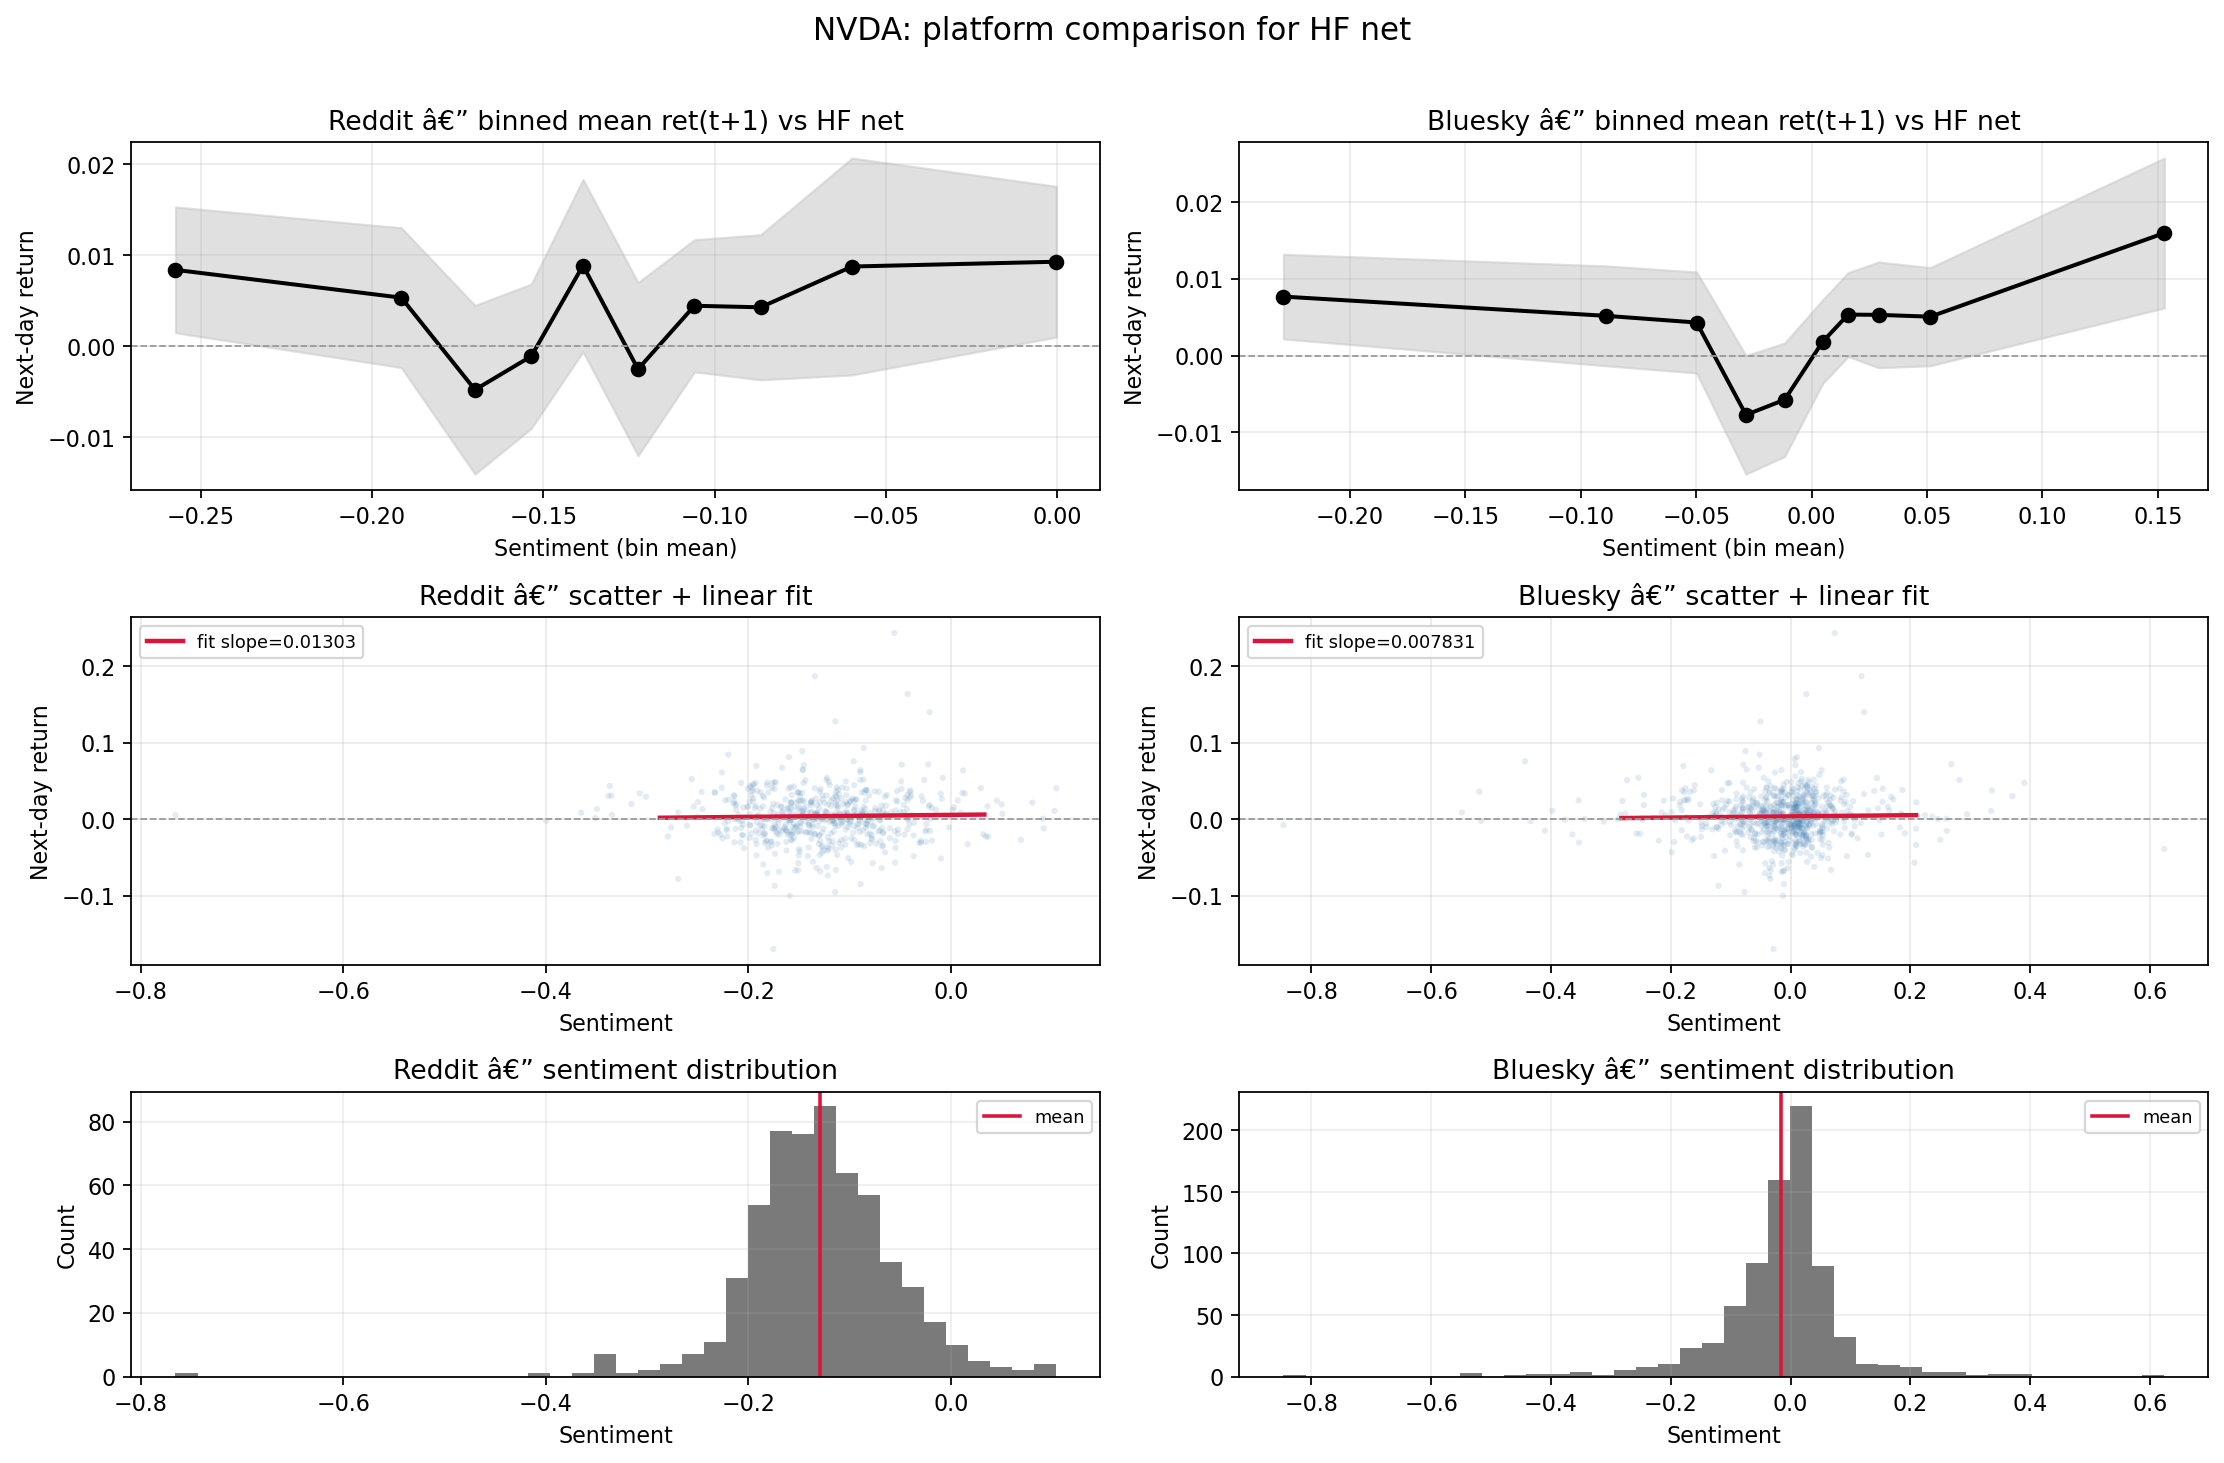 NVDA: platform comparison for HF net
Reddit â€” binned mean ret(t+1) vs HF net
Next-day return
0.02
0.01
0.00
−0.01
−0.25 −0.20 −0.15 −0.10 −0.05 0.00
Sentiment (bin mean)
Bluesky â€” binned mean ret(t+1) vs HF net
Next-day return
0.02
0.01
0.00
−0.01
−0.20 −0.15 −0.10 −0.05 0.00 0.05 0.10 0.15
Sentiment (bin mean)
Reddit â€” scatter + linear fit
fit slope=0.01303
Next-day return
0.2
0.1
0.0
−0.1
−0.8 −0.6 −0.4 −0.2 0.0
Sentiment
Bluesky â€” scatter + linear fit
fit slope=0.007831
Next-day return
0.2
0.1
0.0
−0.1
−0.8 −0.6 −0.4 −0.2 0.0 0.2 0.4 0.6
Sentiment
Reddit â€” sentiment distribution
mean
Count
80
60
40
20
0
−0.8 −0.6 −0.4 −0.2 0.0
Sentiment
Bluesky â€” sentiment distribution
mean
Count
200
150
100
50
0
−0.8 −0.6 −0.4 −0.2 0.0 0.2 0.4 0.6
Sentiment